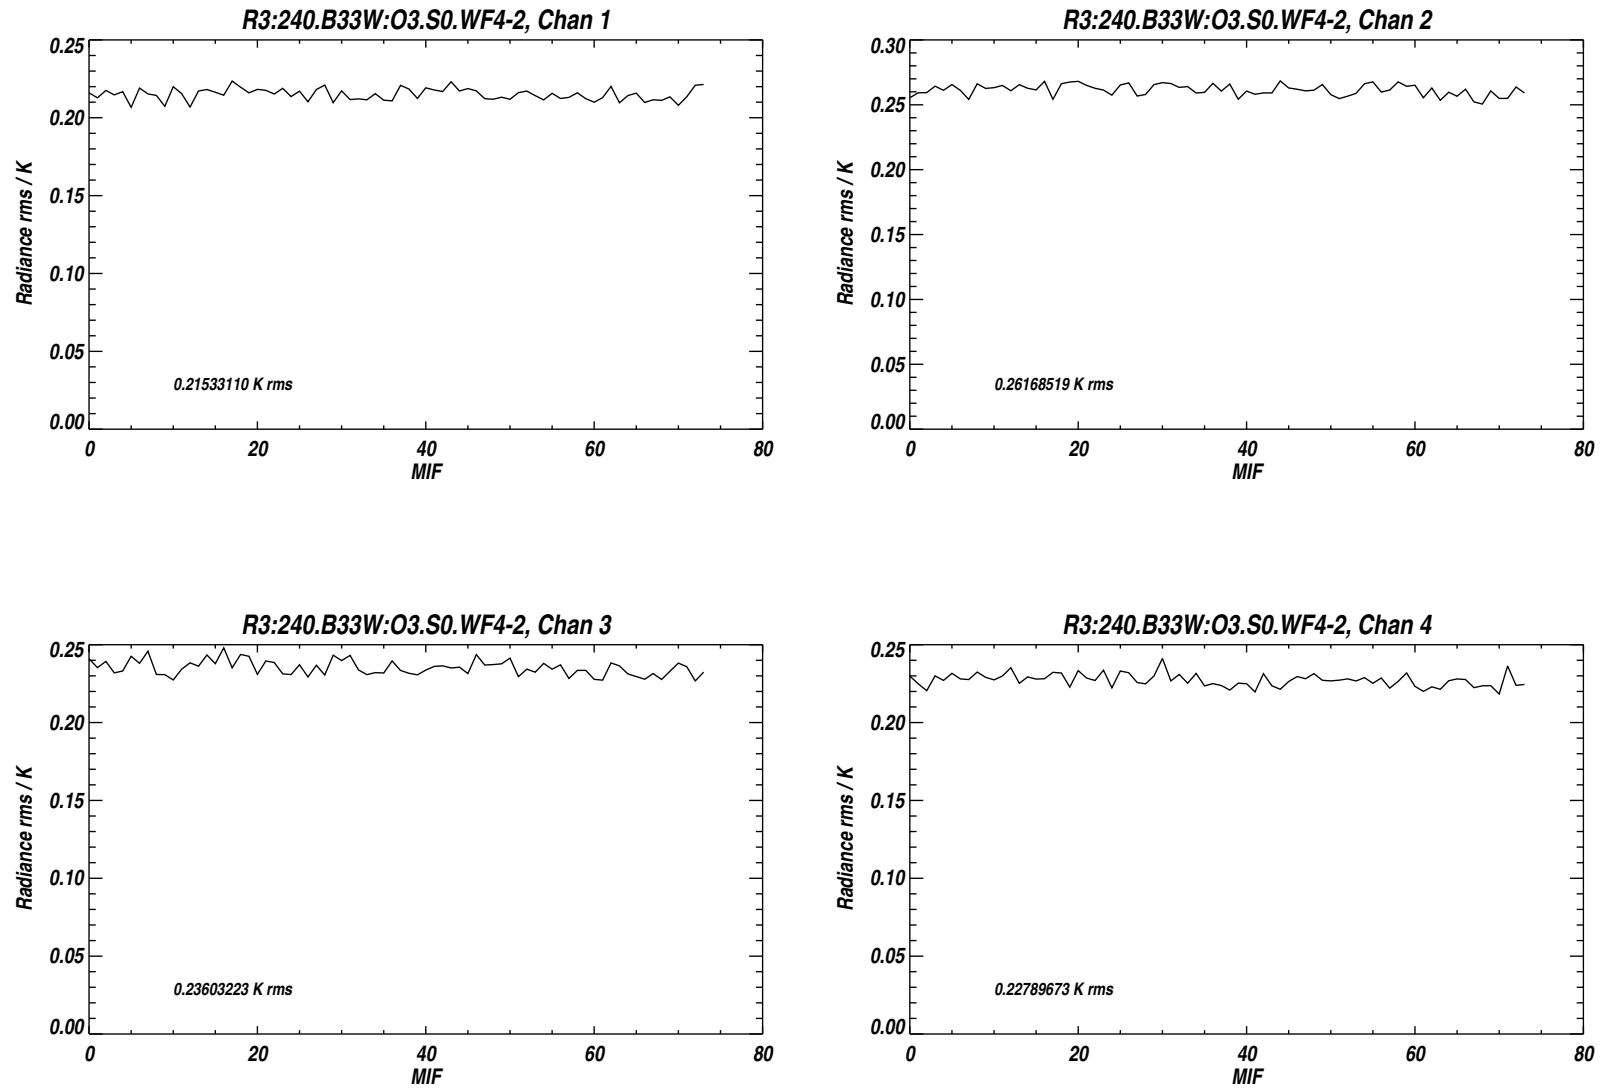 R3:240.B33W:O3.S0.WF4-2, Chan 1
0.25
0.20
0.15
0.10
0.05
0.00
Radiance rms / K
0.21533110 K rms
0 20 40 60 80
MIF
R3:240.B33W:O3.S0.WF4-2, Chan 2
0.30
0.25
0.20
0.15
0.10
0.05
0.00
Radiance rms / K
0.26168519 K rms
0 20 40 60 80
MIF
R3:240.B33W:O3.S0.WF4-2, Chan 3
0.25
0.20
0.15
0.10
0.05
0.00
Radiance rms / K
0.23603223 K rms
0 20 40 60 80
MIF
R3:240.B33W:O3.S0.WF4-2, Chan 4
0.25
0.20
0.15
0.10
0.05
0.00
Radiance rms / K
0.22789673 K rms
0 20 40 60 80
MIF